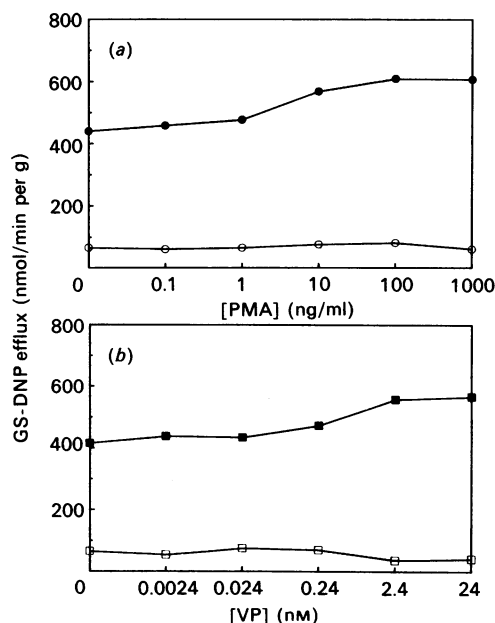 GS-DNP efflux (nmol/min per g)
800
(a)
600
400
200
0 0.1 1 10 100 1000
[PMA] (ng/ml)
800
(b)
600
400
200
0 0.0024 0.024 0.24 2.4 24
[VP] (nM)